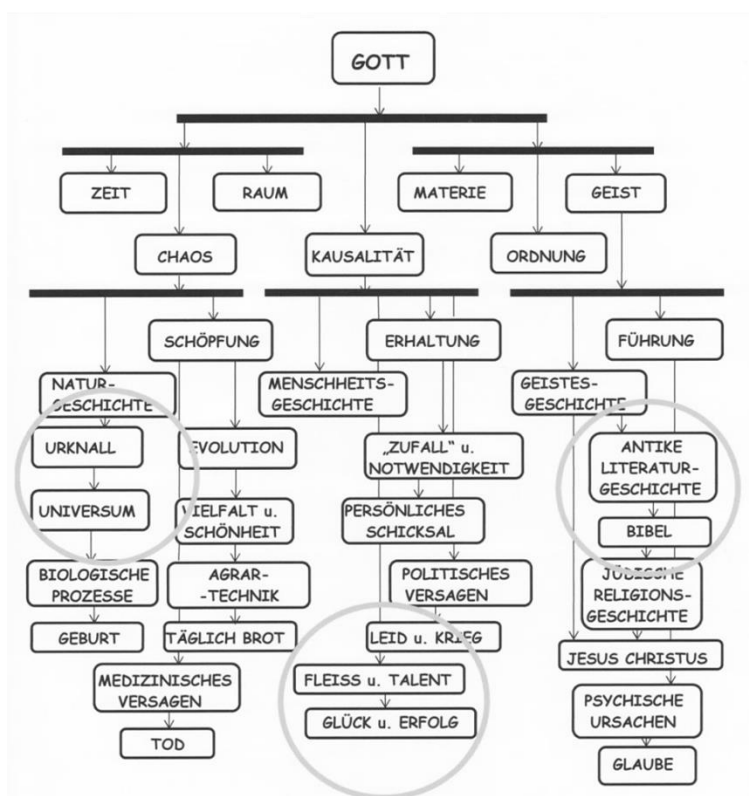 GOTT
ZEIT
RAUM
MATERIE
GEIST
CHAOS
KAUSALITÄT
ORDNUNG
SCHÖPFUNG
ERHALTUNG
FÜHRUNG
NATUR-
GESCHICHTE
MENSCHHEITS-
GESCHICHTE
GEISTES-
GESCHICHTE
URKNALL
EVOLUTION
„ZUFALL" u.
NOTWENDIGKEIT
ANTIKE
LITERATUR-
GESCHICHTE
UNIVERSUM
VIELFALT u.
SCHÖNHEIT
PERSÖNLICHES
SCHICKSAL
BIBEL
BIOLOGISCHE
PROZESSE
AGRAR-
-TECHNIK
POLITISCHES
VERSAGEN
JÜDISCHE
RELIGIONS-
GESCHICHTE
GEBURT
TÄGLICH BROT
LEID u. KRIEG
JESUS CHRISTUS
MEDIZINISCHES
VERSAGEN
FLEISS u. TALENT
PSYCHISCHE
URSACHEN
TOD
GLÜCK u. ERFOLG
GLAUBE